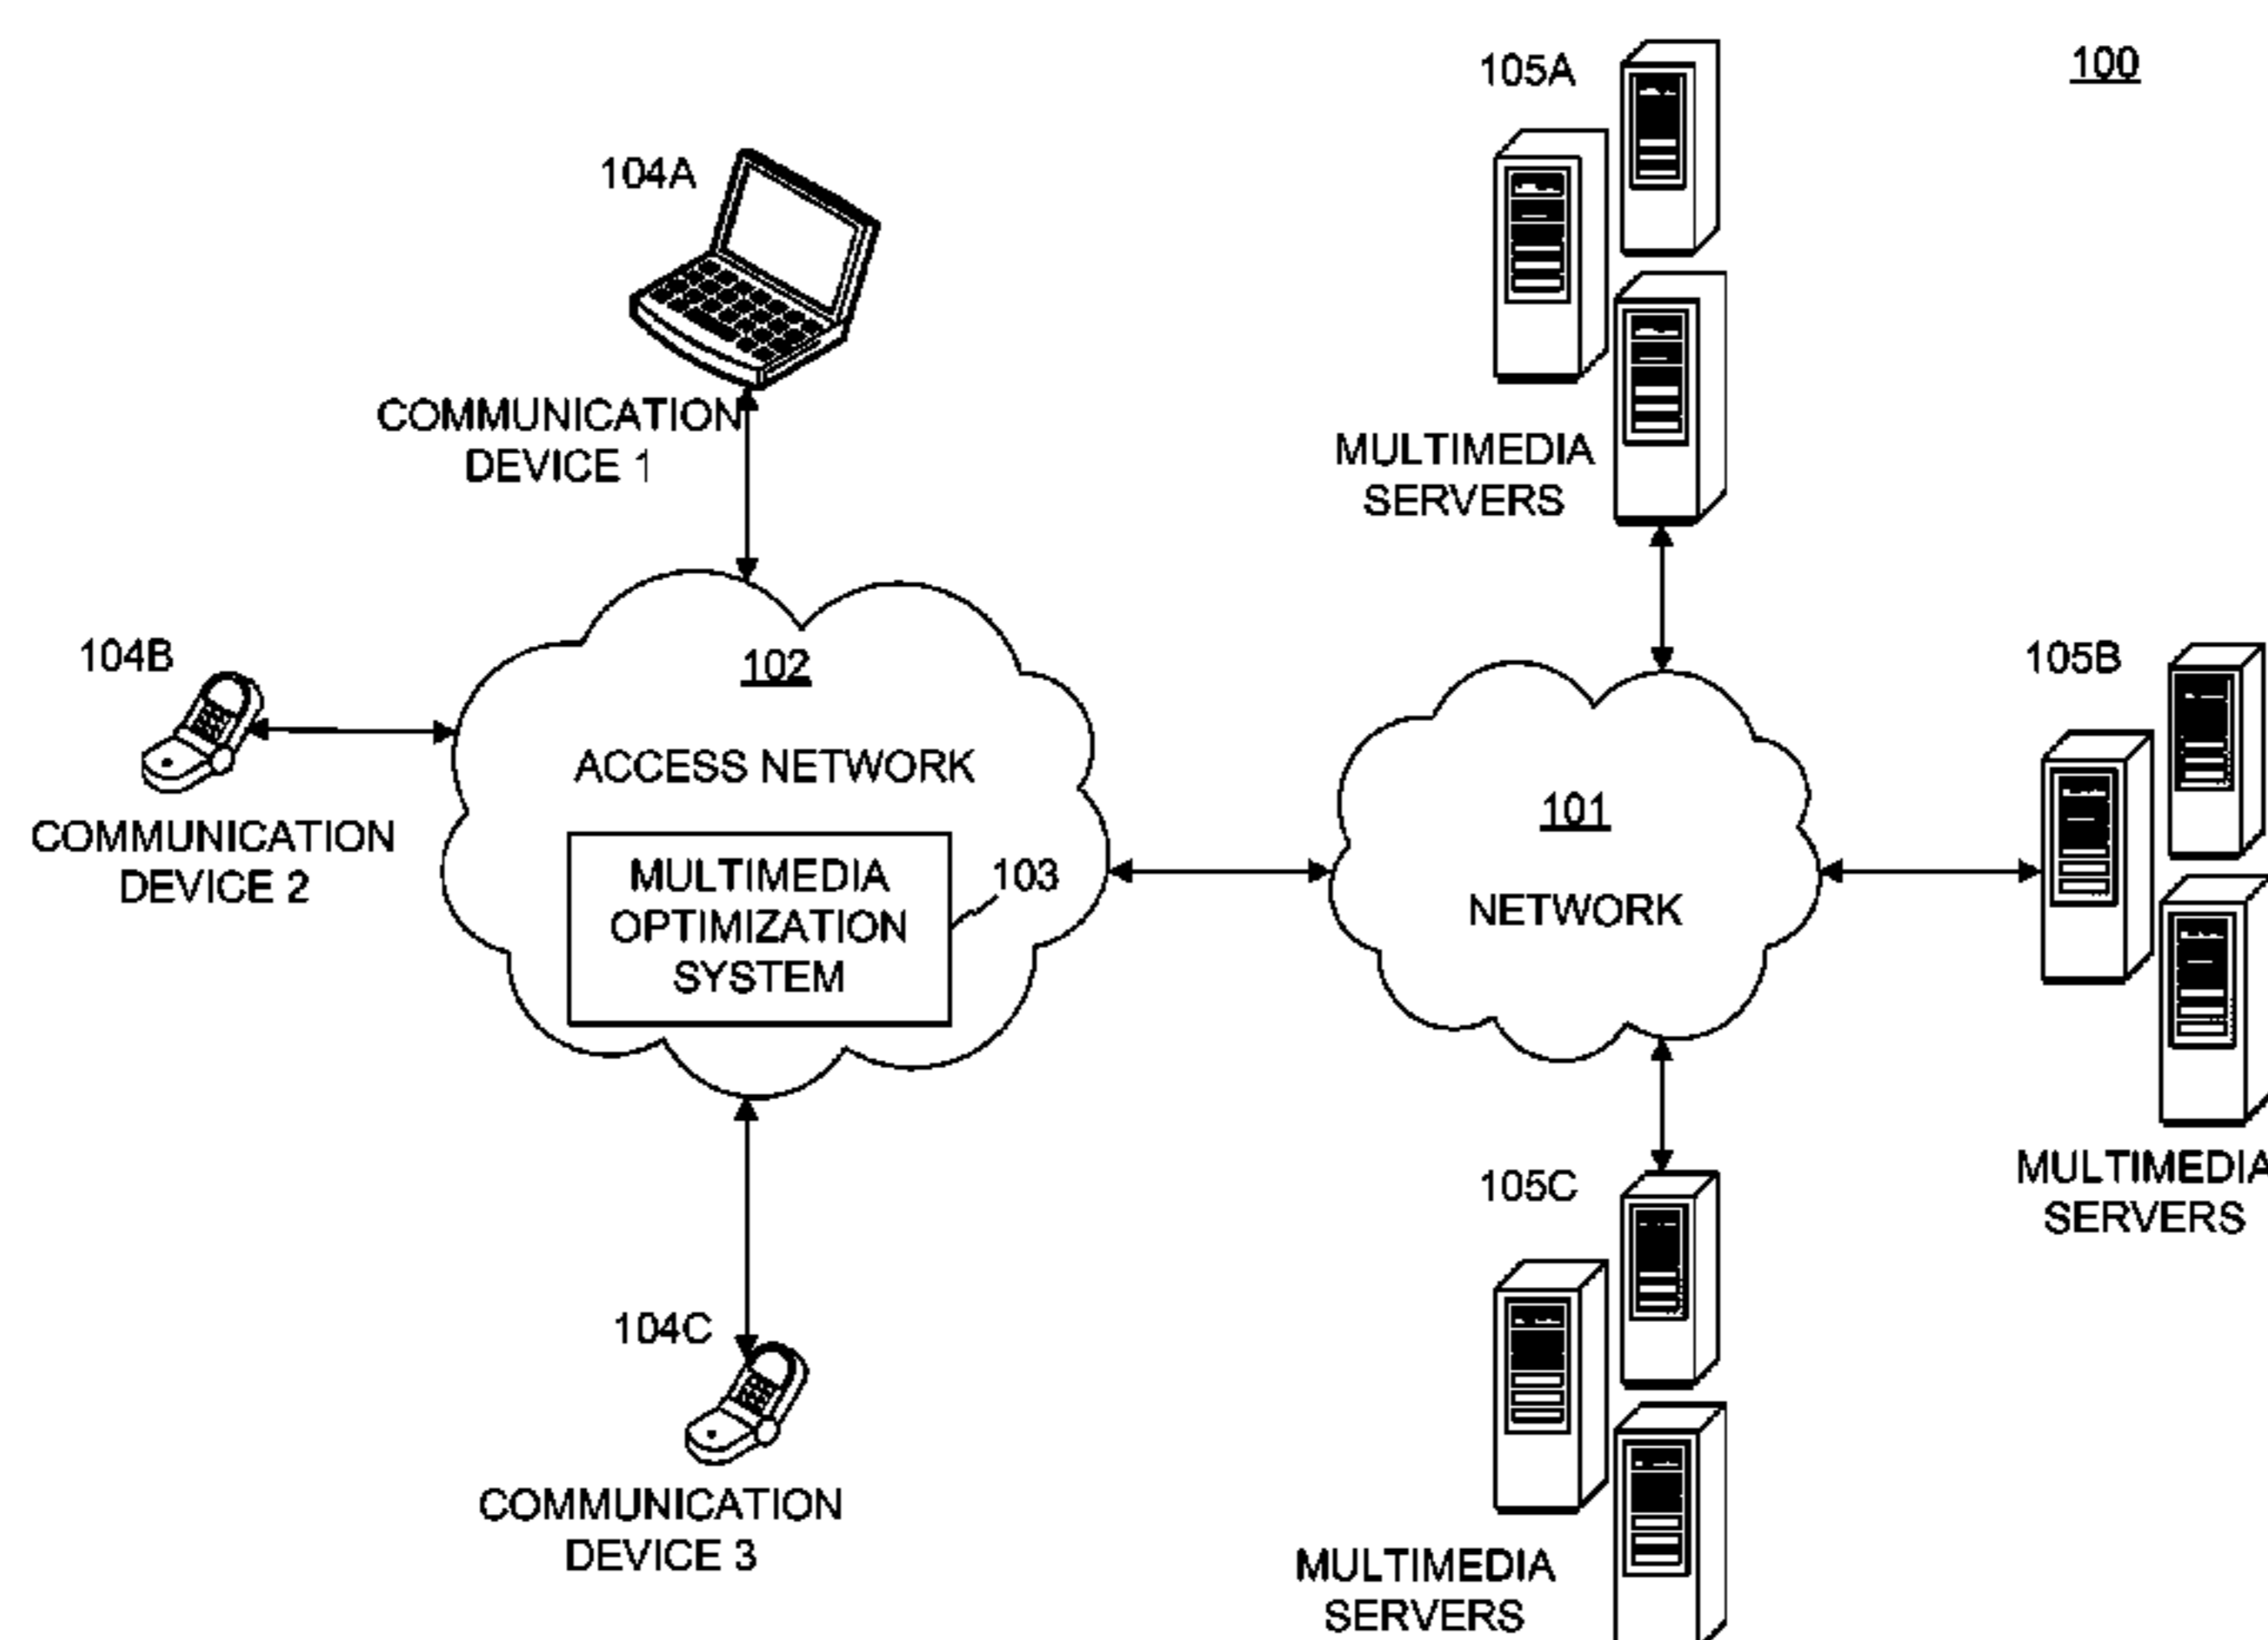 100
105A
104A
COMMUNICATION
DEVICE 1
MULTIMEDIA
SERVERS
104B
COMMUNICATION
DEVICE 2
102
ACCESS NETWORK
MULTIMEDIA
OPTIMIZATION
SYSTEM
103
101
NETWORK
105B
MULTIMEDIA
SERVERS
104C
COMMUNICATION
DEVICE 3
105C
MULTIMEDIA
SERVERS